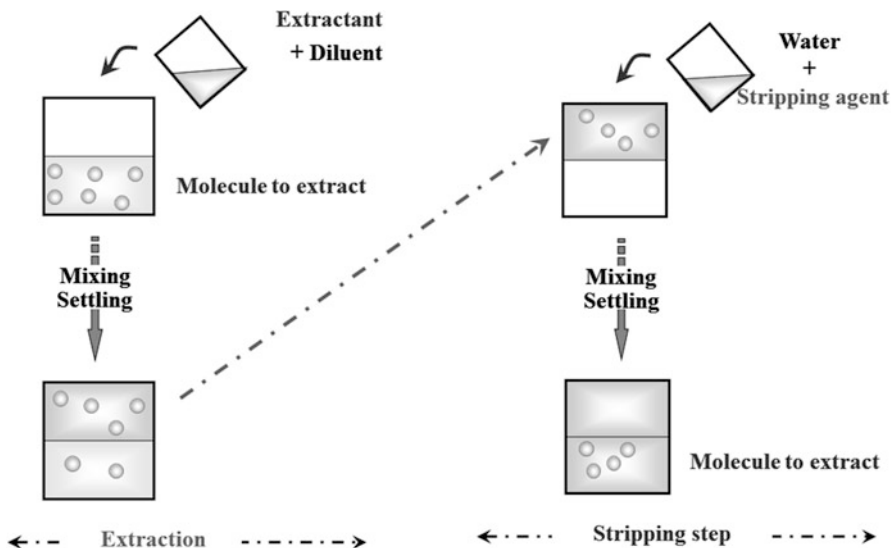 Extractant
+ Diluent
Molecule to extract
Mixing
Settling
Extraction
Water
+
Stripping agent
Mixing
Settling
Molecule to extract
Stripping step